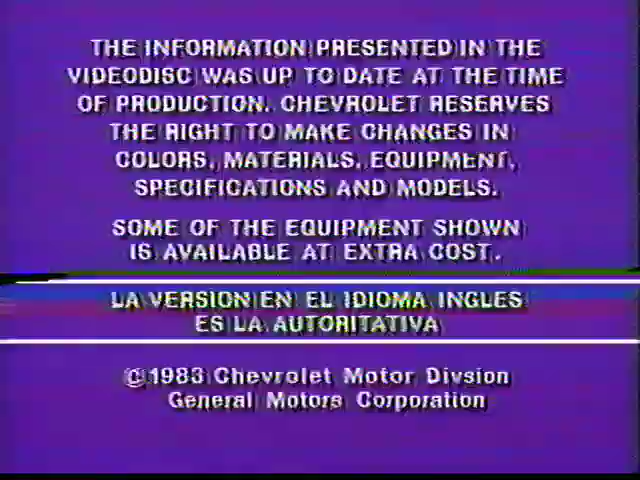 THE INFORMATION PRESENTED IN THE
VIDEODISC WAS UP TO DATE AT THE TIME
OF PRODUCTION. CHEVROLET RESERVES
THE RIGHT TO MAKE CHANGES IN
COLORS, MATERIALS, EQUIPMENT,
SPECIFICATIONS AND MODELS.
SOME OF THE EQUIPMENT SHOWN
IS AVAILABLE AT EXTRA COST.
LA VERSION EN EL IDIOMA INGLES
ES LA AUTORITATIVA
©1983 Chevrolet Motor Divsion
General Motors Corporation